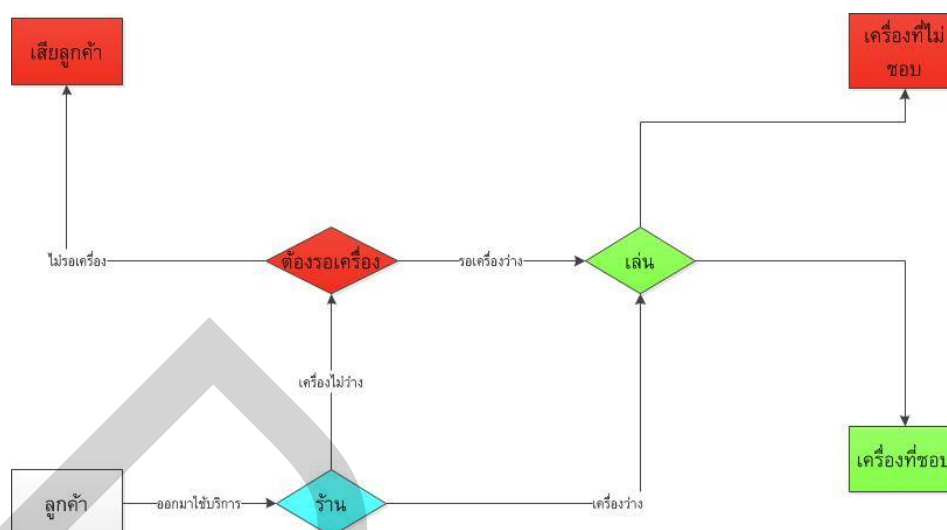 เสียลูกค้า
เครื่องที่ไม่
ชอบ
ไม่รอเครื่อง
ต้องรอเครื่อง
รอเครื่องว่าง
เล่น
เครื่องไม่ว่าง
ลูกค้า
ออกมาใช้บริการ
ร้าน
เครื่องว่าง
เครื่องที่ชอบ